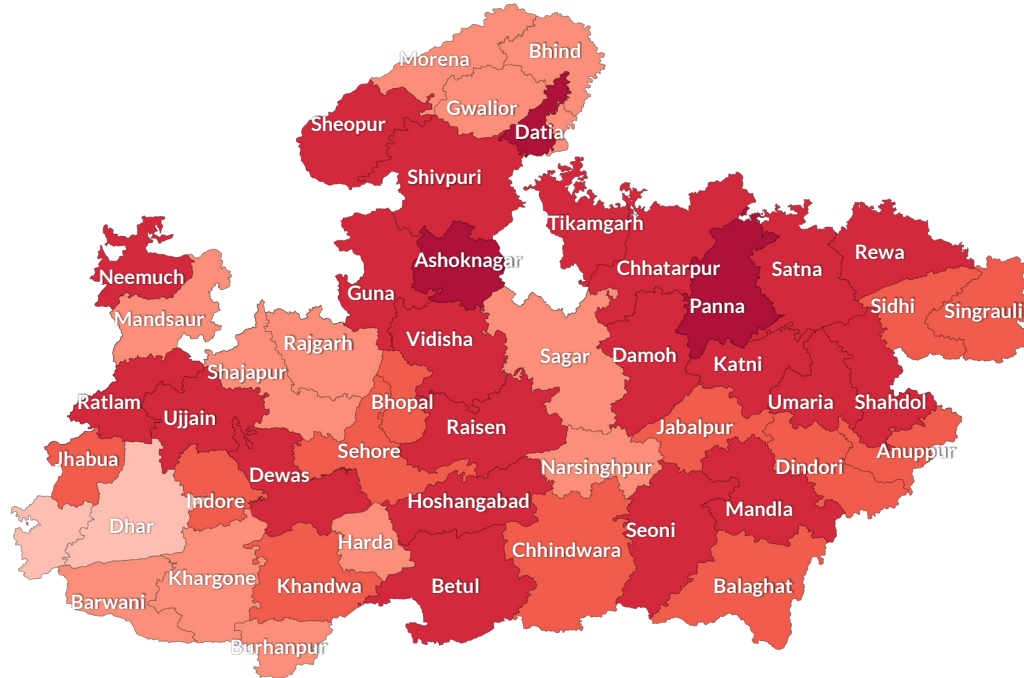 Morena
Bhind
Gwalior
Sheopur
Datia
Shivpuri
Tikamgarh
Ashoknagar
Rewa
Neemuch
Chhatarpur
Satna
Guna
Panna
Sidhi
Singrauli
Mandsaur
Rajgarh
Vidisha
Sagar
Damoh
Katni
Shajapur
Ratlam
Bhopal
Umaria
Shahdol
Ujjain
Raisen
Jabalpur
Jhabua
Sehore
Anuppur
Dewas
Narsinghpur
Dindori
Indore
Hoshangabad
Mandla
Dhar
Seoni
Harda
Chhindwara
Khargone
Khandwa
Betul
Balaghat
Barwani
Burhanpur